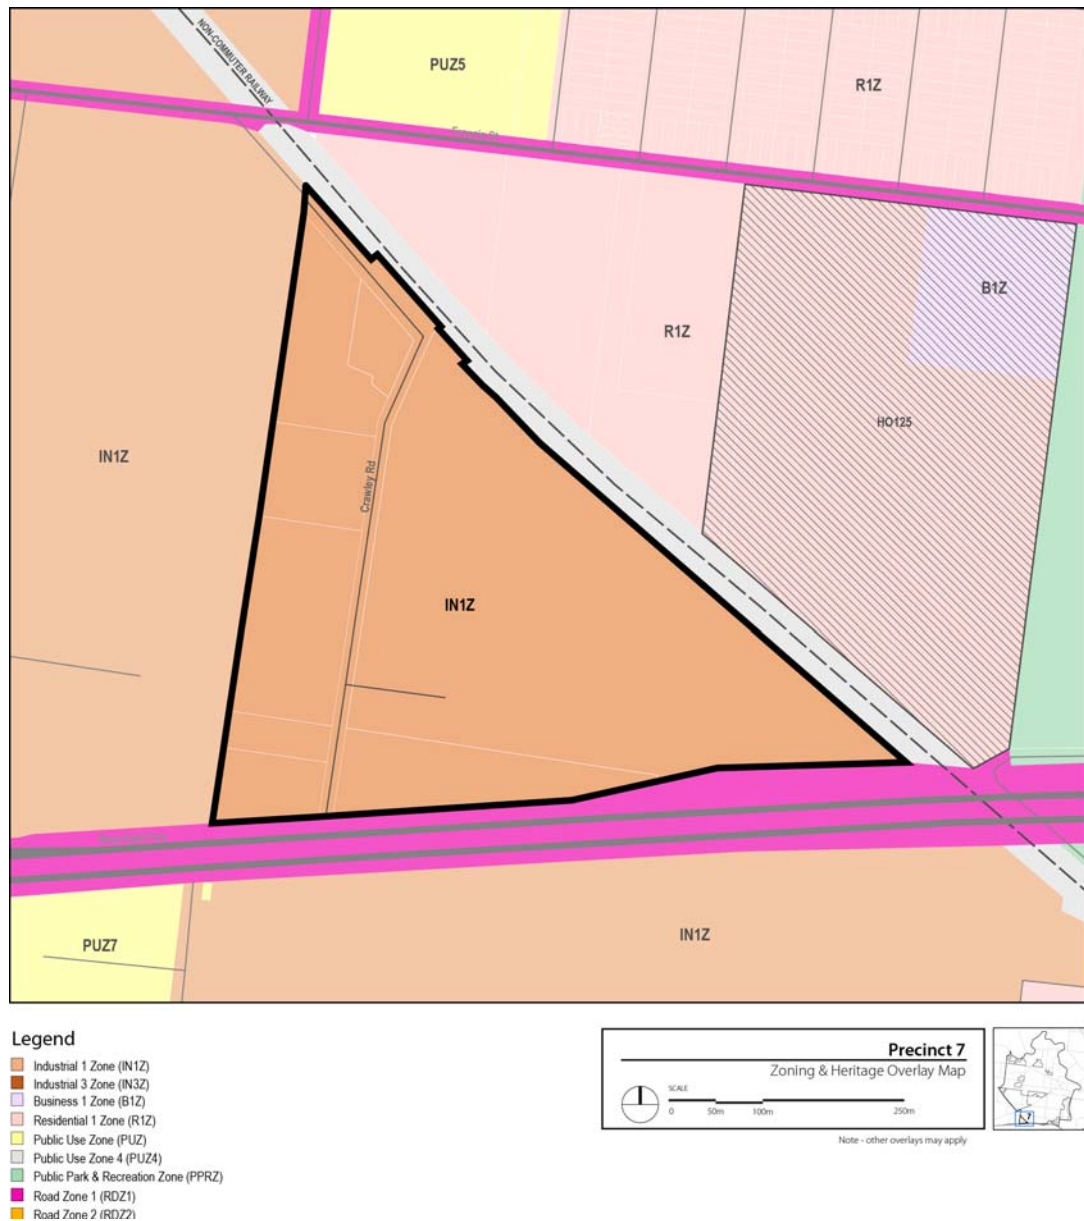 NON-COMMUTER RAILWAY
PUZ5
R1Z
Francis St
B1Z
R1Z
HO125
IN1Z
Crawley Rd
IN1Z
IN1Z
PUZ7
Legend
Industrial 1 Zone (IN1Z)
Industrial 3 Zone (IN3Z)
Business 1 Zone (B1Z)
Residential 1 Zone (R1Z)
Public Use Zone (PUZ)
Public Use Zone 4 (PUZ4)
Public Park & Recreation Zone (PPRZ)
Road Zone 1 (RDZ1)
Road Zone 2 (RDZ2)
Precinct 7
Zoning & Heritage Overlay Map
SCALE
0 50m 100m 250m
Note - other overlays may apply
7